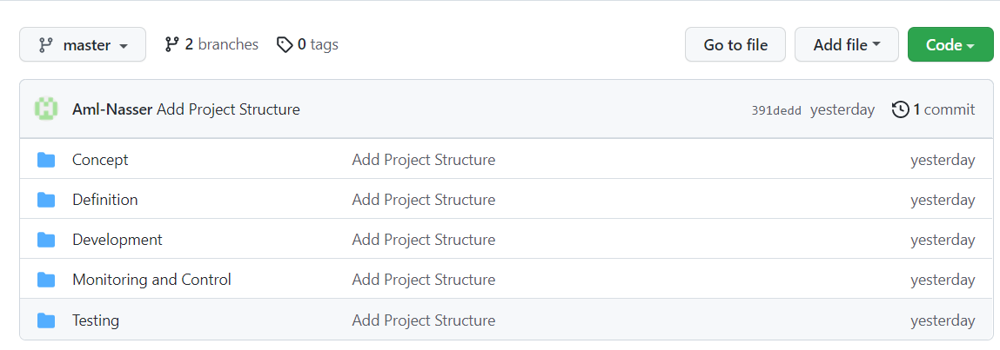 master 2 branches 0 tags Go to file Add file Code
Aml-Nasser Add Project Structure 391dedd yesterday 1 commit
Concept Add Project Structure yesterday
Definition Add Project Structure yesterday
Development Add Project Structure yesterday
Monitoring and Control Add Project Structure yesterday
Testing Add Project Structure yesterday